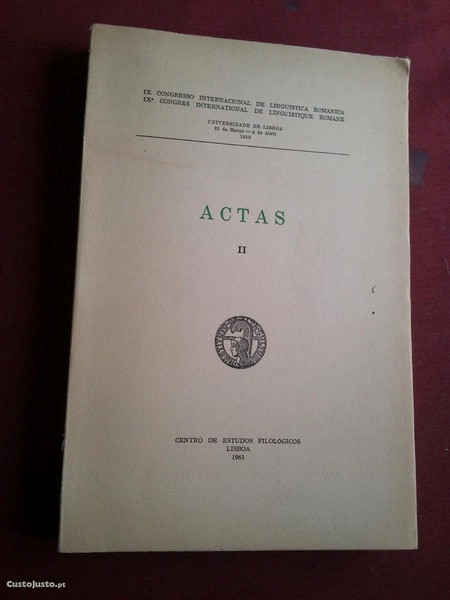 IX CONGRESSO INTERNACIONAL DE LINGUISTICA ROMANICA
IXe CONGRES INTERNATIONAL DE LINGUISTIQUE ROMANE
UNIVERSIDADE DE LISBOA
31 de Março — 4 de Abril
1959
ACTAS
II
CENTRO DE ESTUDOS FILOLÓGICOS
LISBOA
1961
CustoJusto.pt